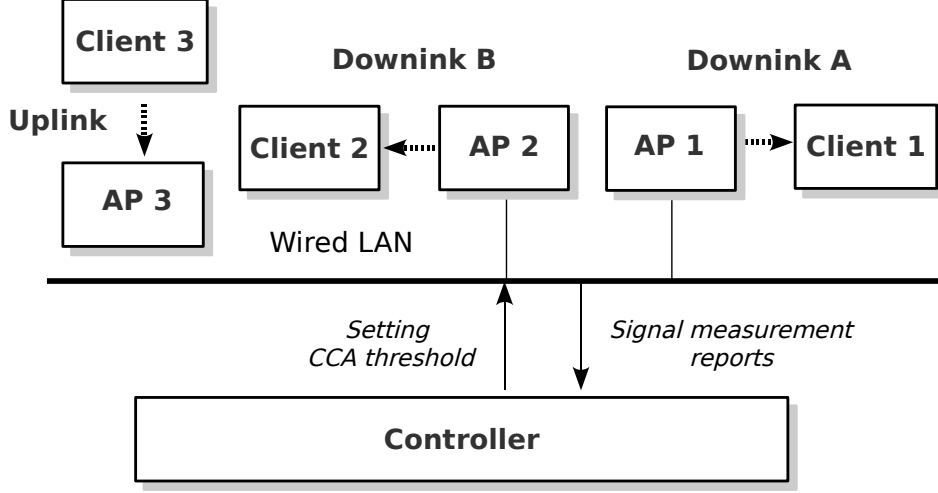 Client 3
Downink B
Downink A
Uplink
Client 2
AP 2
AP 1
Client 1
AP 3
Wired LAN
Setting
CCA threshold
Signal measurement
reports
Controller